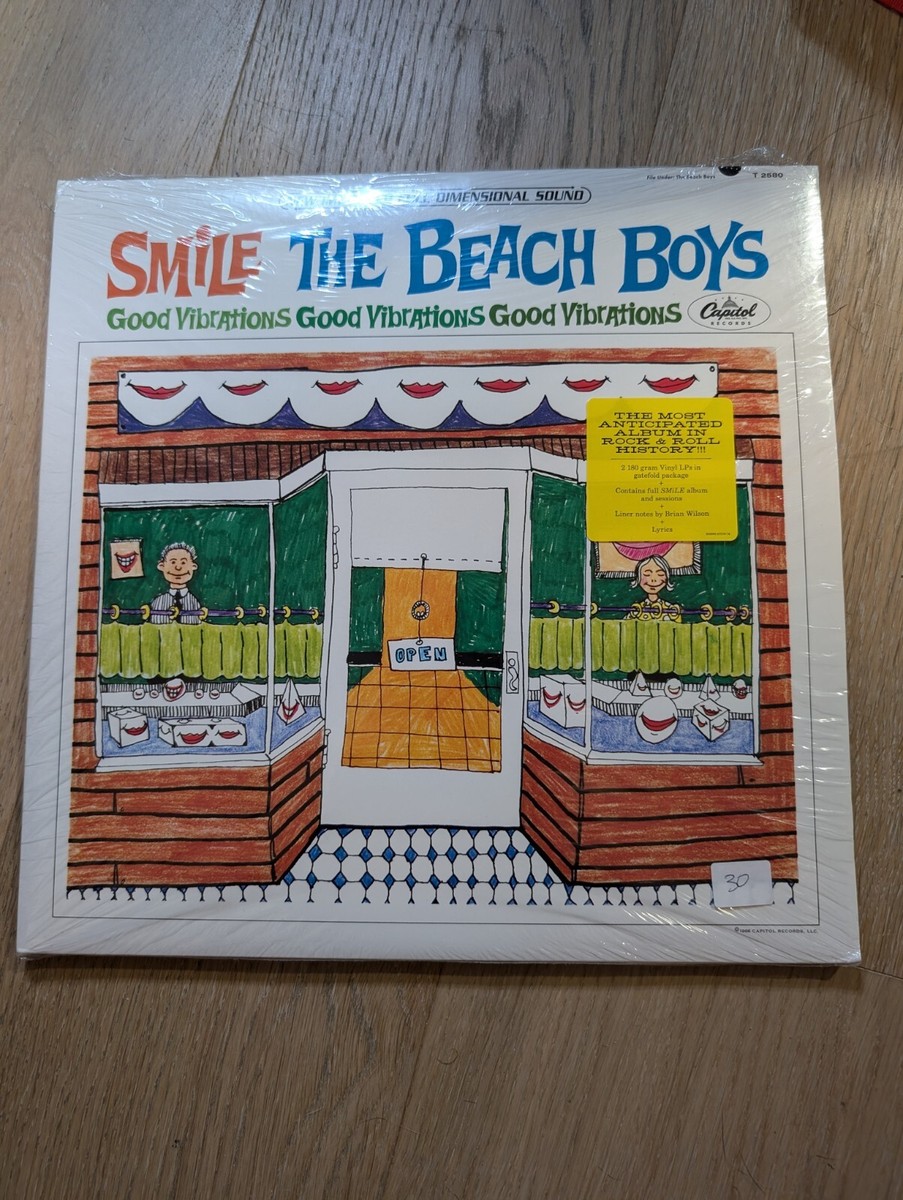 File Under: The Beach Boys
T 2580
DIMENSIONAL SOUND
SMiLE THE BEACH BOYS
Good Vibrations Good Vibrations Good Vibrations
Capitol
RECORDS
THE MOST
ANTICIPATED
ALBUM IN
ROCK & ROLL
HISTORY!!!
2 180 gram Vinyl LPs in
gatefold package
+
Contains full SMiLE album
and sessions
+
Liner notes by Brian Wilson
+
Lyrics
OPEN
30
CAPITOL RECORDS, LLC